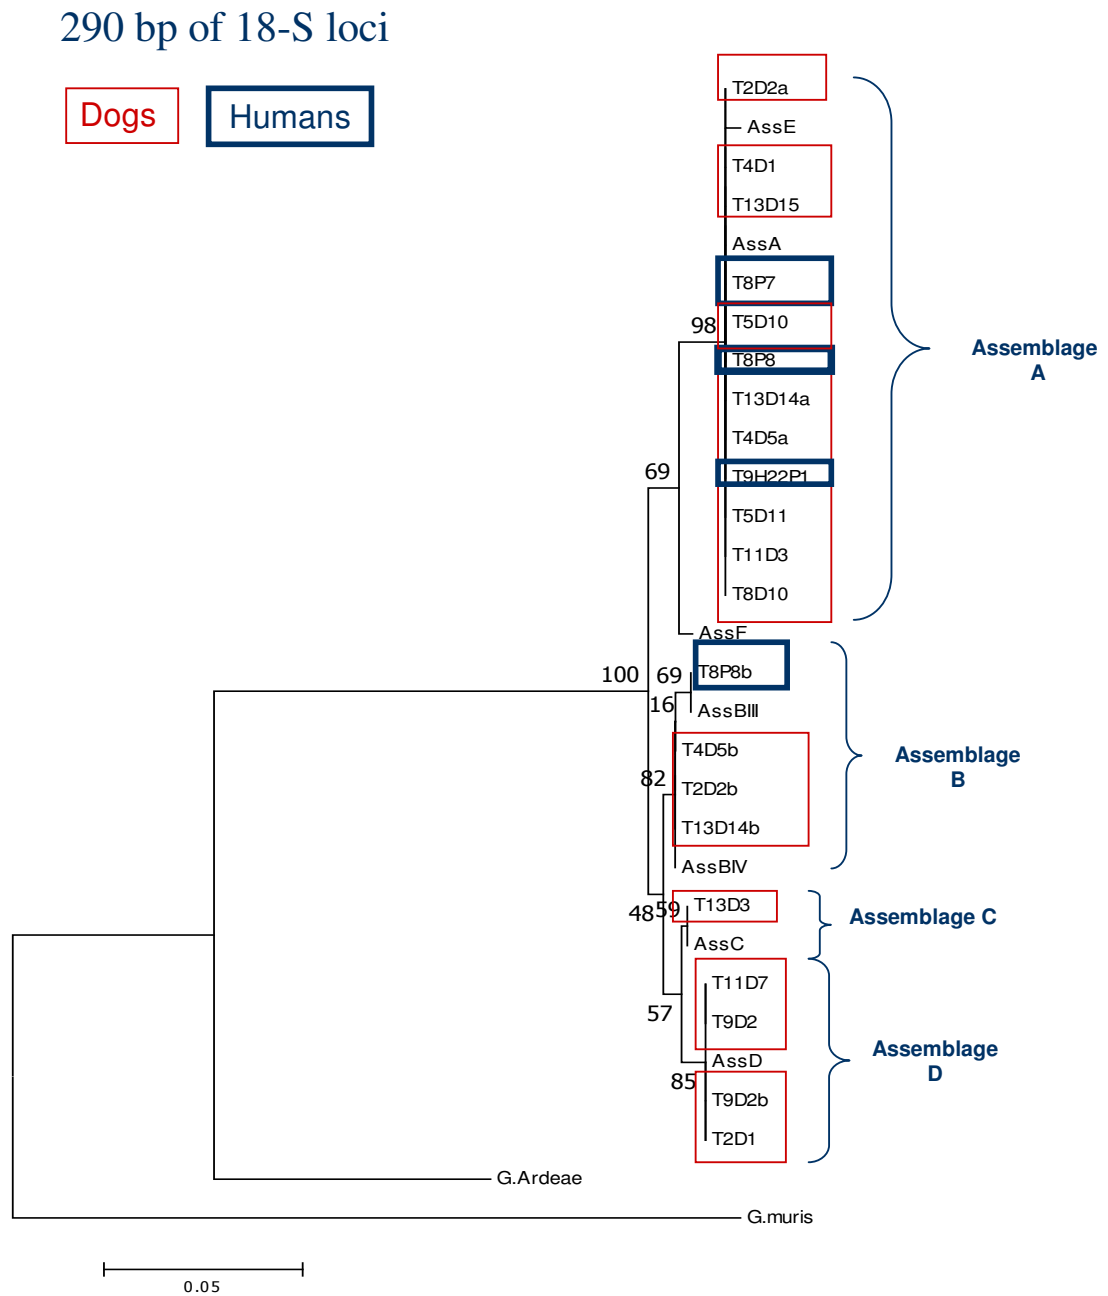 290 bp of 18-S loci
Dogs
Humans
T2D2a
AssE
T4D1
T13D15
AssA
T8P7
T5D10
98
T8P8
Assemblage
A
T13D14a
T4D5a
69
T9H22P1
T5D11
T11D3
T8D10
AssF
100
69
T8P8b
16
AssBIII
T4D5b
82
T2D2b
T13D14b
AssBIV
Assemblage
B
48
59
T13D3
AssC
Assemblage C
T11D7
57
T9D2
AssD
85
T9D2b
T2D1
Assemblage
D
G.Ardeae
G.muris
0.05